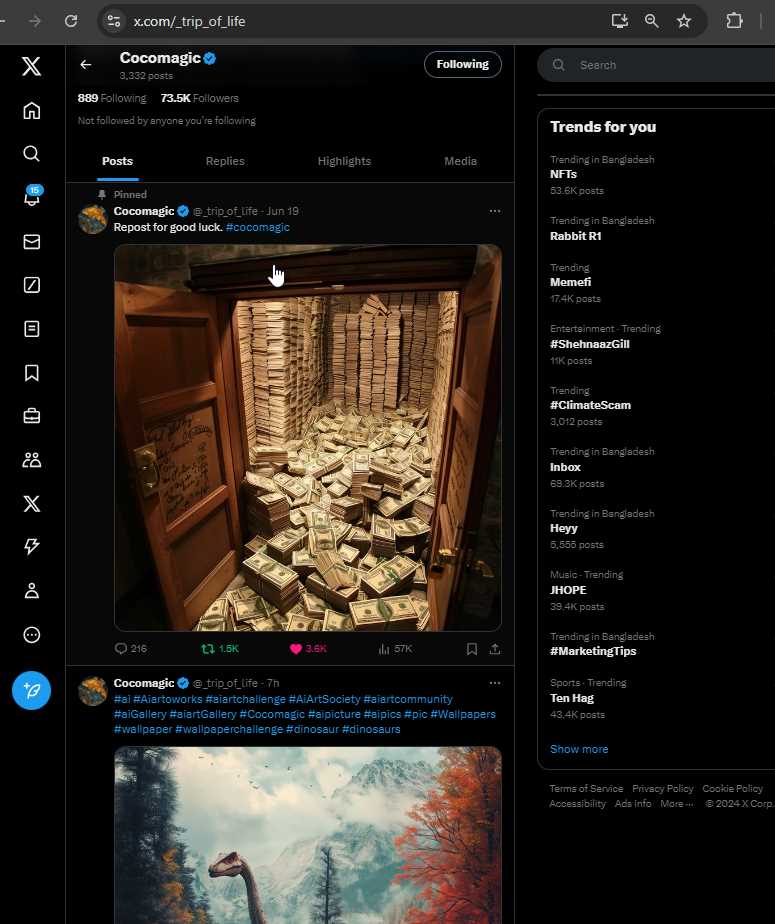 x.com/_trip_of_life
Cocomagic
3,332 posts
Following
889 Following 73.5K Followers
Not followed by anyone you're following
Posts Replies Highlights Media
Pinned
Cocomagic @_trip_of_life · Jun 19
Repost for good luck. #cocomagic
216 1.5K 3.6K 57K
Cocomagic @_trip_of_life · 7h
#ai #Aiartoworks #aiartchallenge #AiArtSociety #aiartcommunity
#aiGallery #aiartGallery #Cocomagic #aipicture #aipics #pic #Wallpapers
#wallpaper #wallpaperchallenge #dinosaur #dinosaurs
15
Search
Trends for you
Trending in Bangladesh
NFTs
53.6K posts
Trending in Bangladesh
Rabbit R1
Trending
Memefi
17.4K posts
Entertainment · Trending
#ShehnaazGill
11K posts
Trending
#ClimateScam
3,012 posts
Trending in Bangladesh
Inbox
69.3K posts
Trending in Bangladesh
Heyy
5,555 posts
Music · Trending
JHOPE
39.4K posts
Trending in Bangladesh
#MarketingTips
Sports · Trending
Ten Hag
43.4K posts
Show more
Terms of Service Privacy Policy Cookie Policy
Accessibility Ads info More ··· © 2024 X Corp.